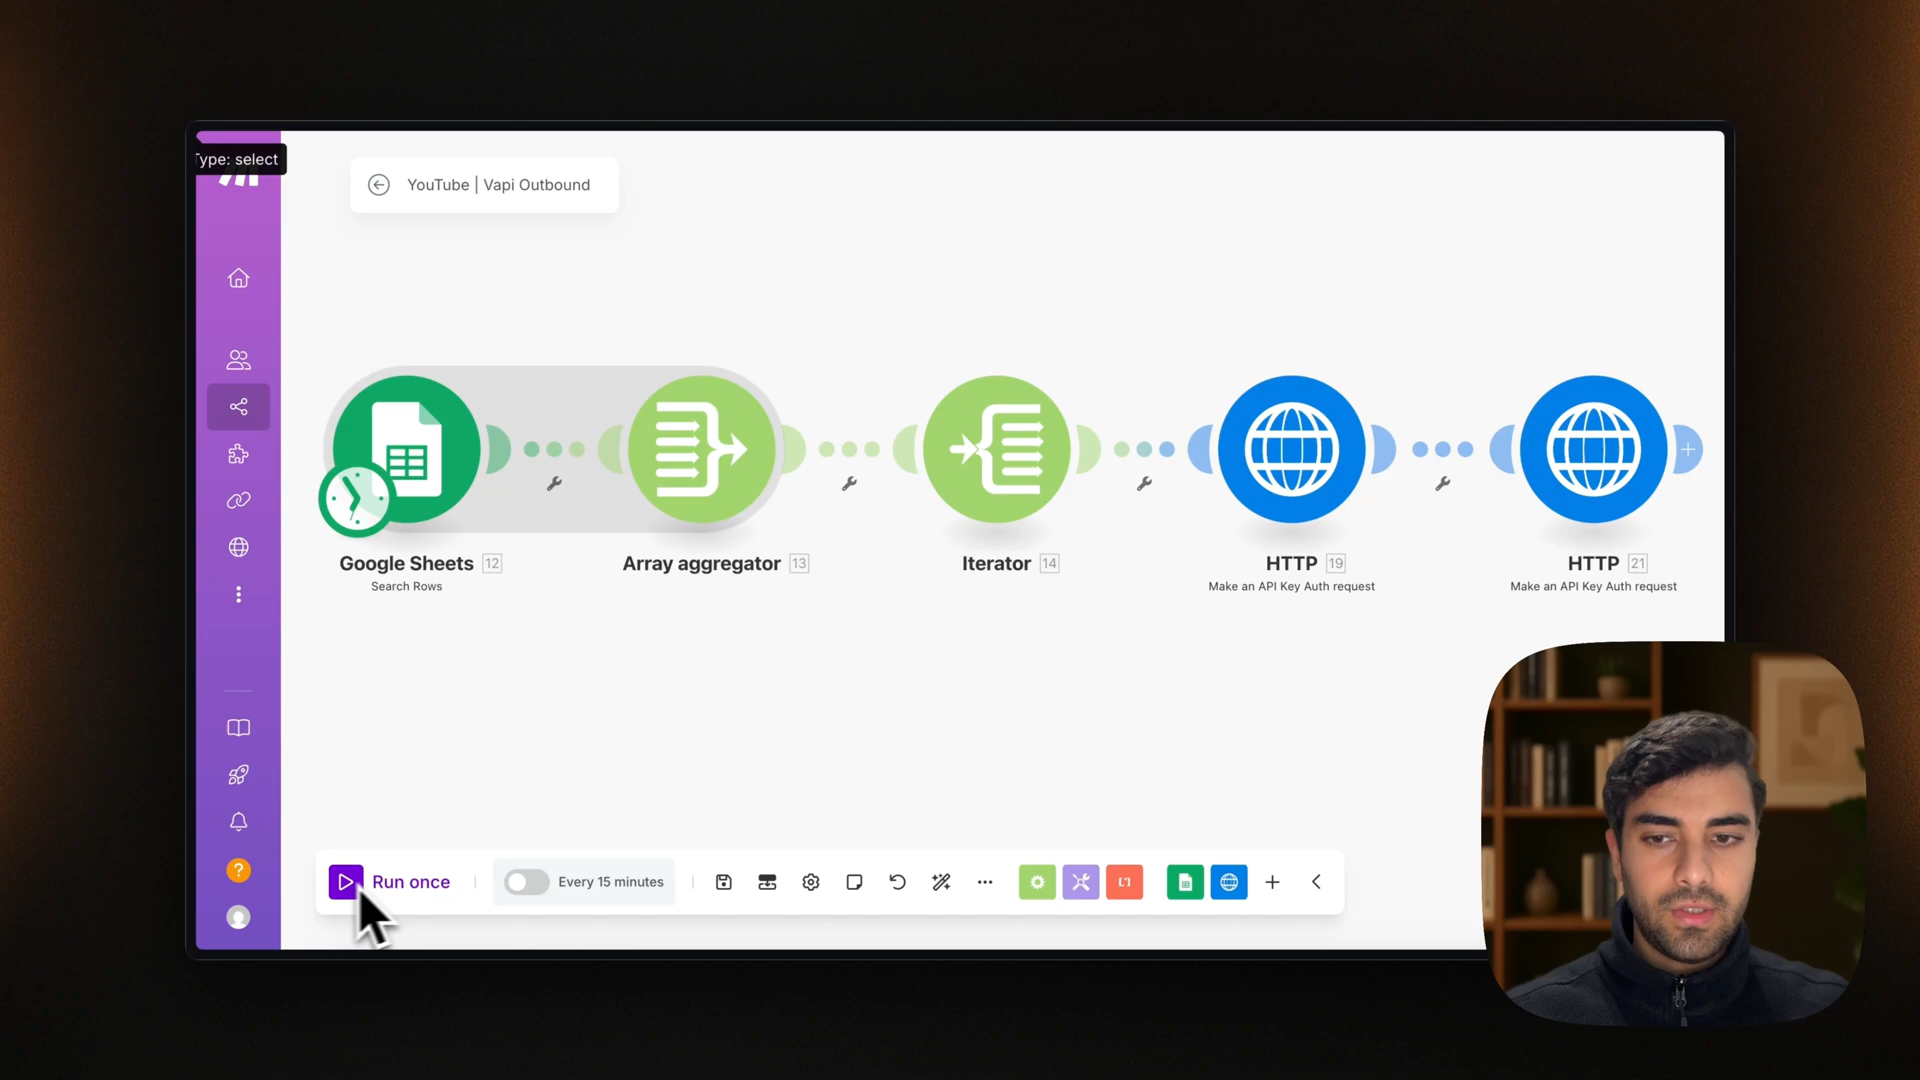 Type: select
YouTube | Vapi Outbound
Google Sheets 12
Search Rows
Array aggregator 13
Iterator 14
HTTP 19
Make an API Key Auth request
HTTP 21
Make an API Key Auth request
?
Run once
Every 15 minutes